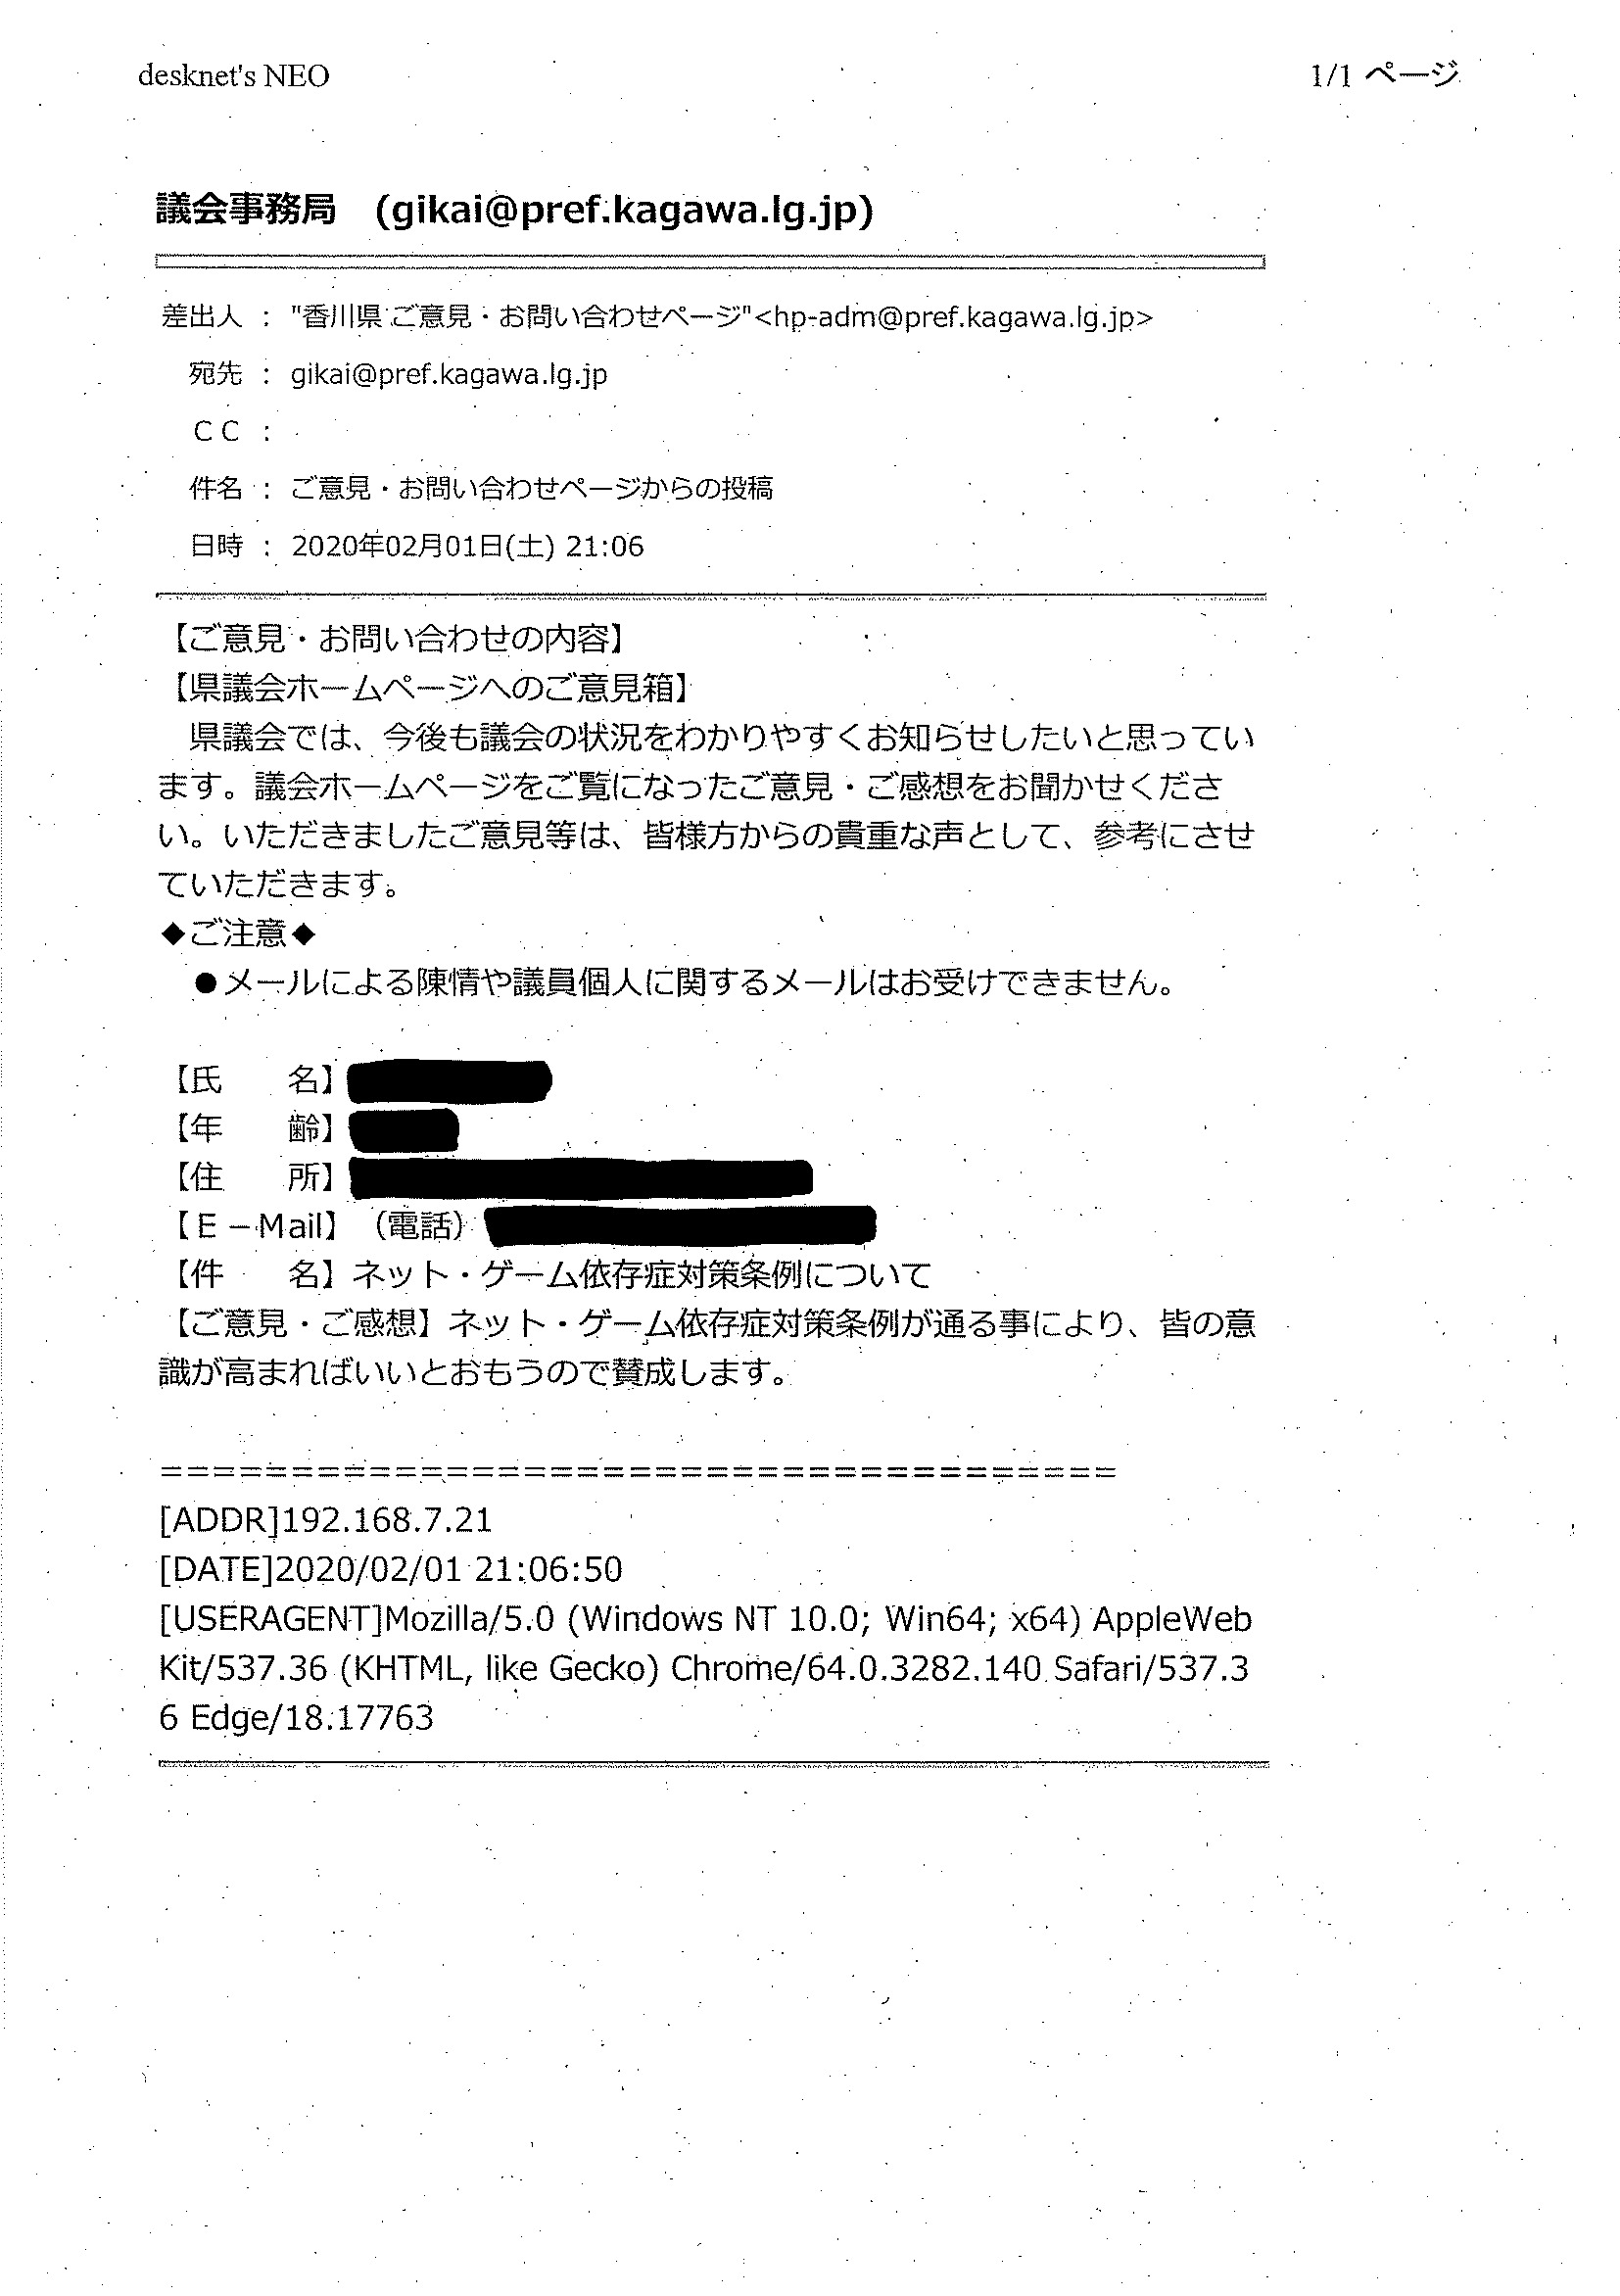 desknet's NEO
1/1 ページ
議会事務局　(gikai@pref.kagawa.lg.jp)
差出人 : "香川県 ご意見・お問い合わせページ"<hp-adm@pref.kagawa.lg.jp>
宛先 : gikai@pref.kagawa.lg.jp
ＣＣ :
件名 : ご意見・お問い合わせページからの投稿
日時 : 2020年02月01日(土) 21:06
【ご意見・お問い合わせの内容】
【県議会ホームページへのご意見箱】
　県議会では、今後も議会の状況をわかりやすくお知らせしたいと思ってい
ます。議会ホームページをご覧になったご意見・ご感想をお聞かせくださ
い。いただきましたご意見等は、皆様方からの貴重な声として、参考にさせ
ていただきます。
◆ご注意◆
　●メールによる陳情や議員個人に関するメールはお受けできません。
【氏　　名】
【年　　齢】
【住　　所】
【Ｅ－Mail】（電話）
【件　　名】ネット・ゲーム依存症対策条例について
【ご意見・ご感想】ネット・ゲーム依存症対策条例が通る事により、皆の意
識が高まればいいとおもうので賛成します。
=====================================
[ADDR]192.168.7.21
[DATE]2020/02/01 21:06:50
[USERAGENT]Mozilla/5.0 (Windows NT 10.0; Win64; x64) AppleWeb
Kit/537.36 (KHTML, like Gecko) Chrome/64.0.3282.140 Safari/537.3
6 Edge/18.17763